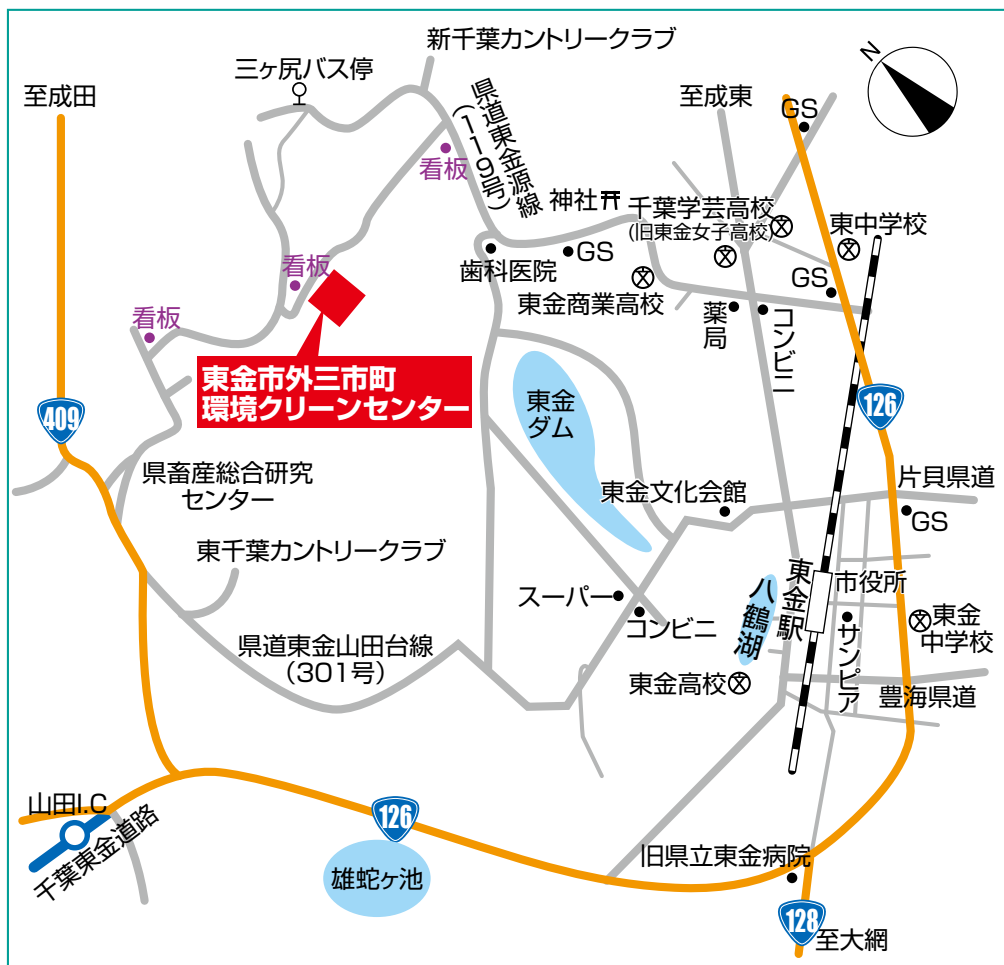 新千葉カントリークラブ
三ヶ尻バス停
至成田
県道東金源線
(119号)
至成東
GS
N
看板
神社
千葉学芸高校
(旧東金女子高校)
東中学校
歯科医院
GS
東金商業高校
GS
薬局
コンビニ
看板
看板
東金市外三市町
環境クリーンセンター
東金
ダム
409
126
県畜産総合研究
センター
東金文化会館
片貝県道
GS
東千葉カントリークラブ
スーパー
コンビニ
八鶴湖
東金駅
市役所
サンピア
東金
中学校
県道東金山田台線
(301号)
東金高校
豊海県道
山田I.C
千葉東金道路
126
雄蛇ヶ池
旧県立東金病院
128
至大網